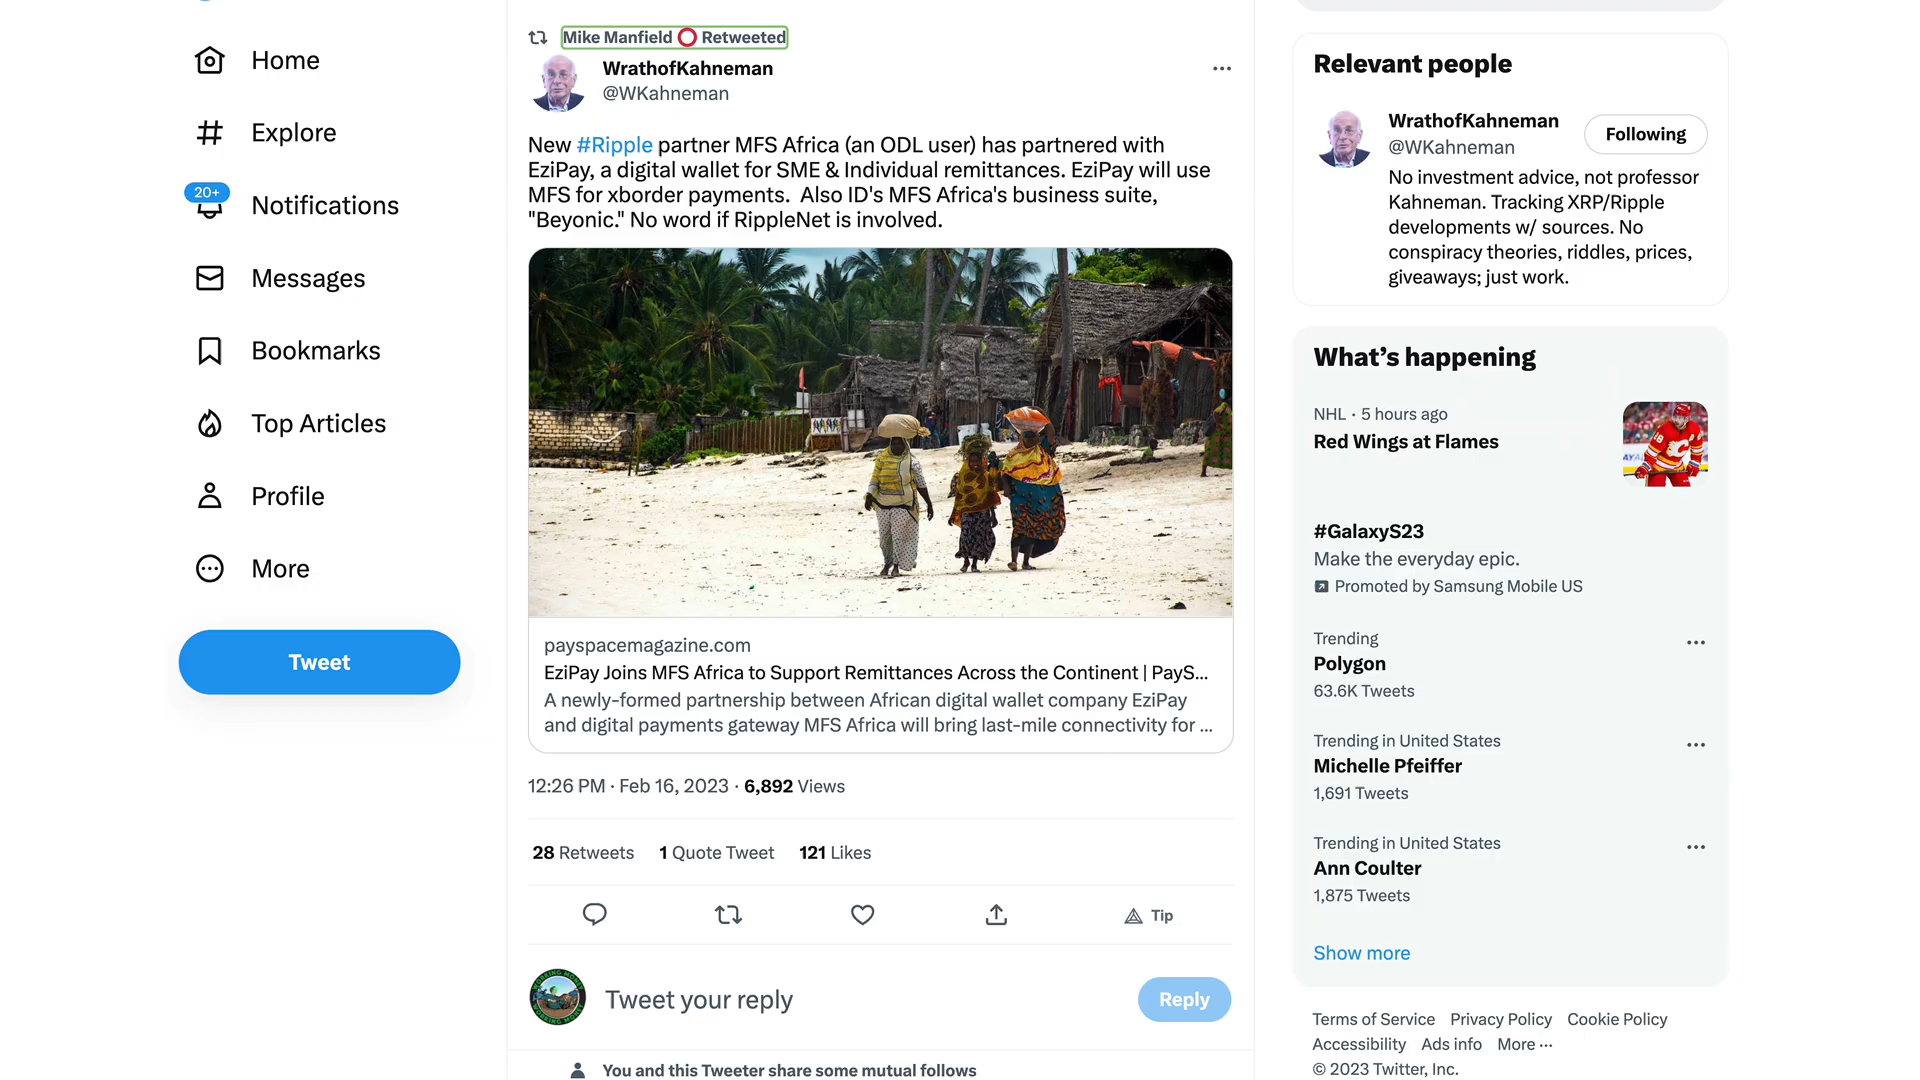 Home
Explore
20+
Notifications
Messages
Bookmarks
Top Articles
Profile
More
Tweet
Mike Manfield ⭕ Retweeted
WrathofKahneman
@WKahneman
New #Ripple partner MFS Africa (an ODL user) has partnered with
EziPay, a digital wallet for SME & Individual remittances. EziPay will use
MFS for xborder payments.  Also ID's MFS Africa's business suite,
"Beyonic." No word if RippleNet is involved.
payspacemagazine.com
EziPay Joins MFS Africa to Support Remittances Across the Continent | PayS...
A newly-formed partnership between African digital wallet company EziPay
and digital payments gateway MFS Africa will bring last-mile connectivity for ...
12:26 PM · Feb 16, 2023 · 6,892 Views
28 Retweets 1 Quote Tweet 121 Likes
Tip
Tweet your reply
Reply
You and this Tweeter share some mutual follows
Relevant people
WrathofKahneman
@WKahneman
Following
No investment advice, not professor
Kahneman. Tracking XRP/Ripple
developments w/ sources. No
conspiracy theories, riddles, prices,
giveaways; just work.
What's happening
NHL · 5 hours ago
Red Wings at Flames
#GalaxyS23
Make the everyday epic.
Promoted by Samsung Mobile US
Trending
Polygon
63.6K Tweets
Trending in United States
Michelle Pfeiffer
1,691 Tweets
Trending in United States
Ann Coulter
1,875 Tweets
Show more
Terms of Service Privacy Policy Cookie Policy
Accessibility Ads info More ···
© 2023 Twitter, Inc.